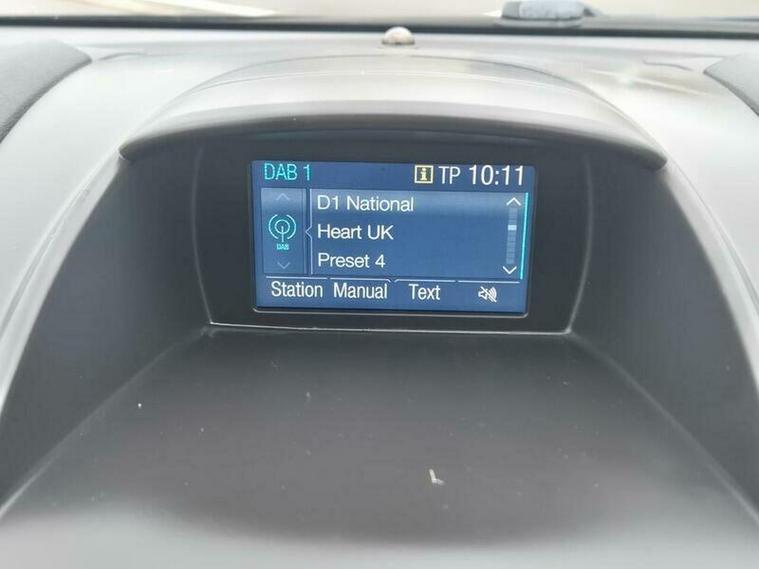 DAB 1 i TP 10:11
D1 National
DAB Heart UK
Preset 4
Station Manual Text